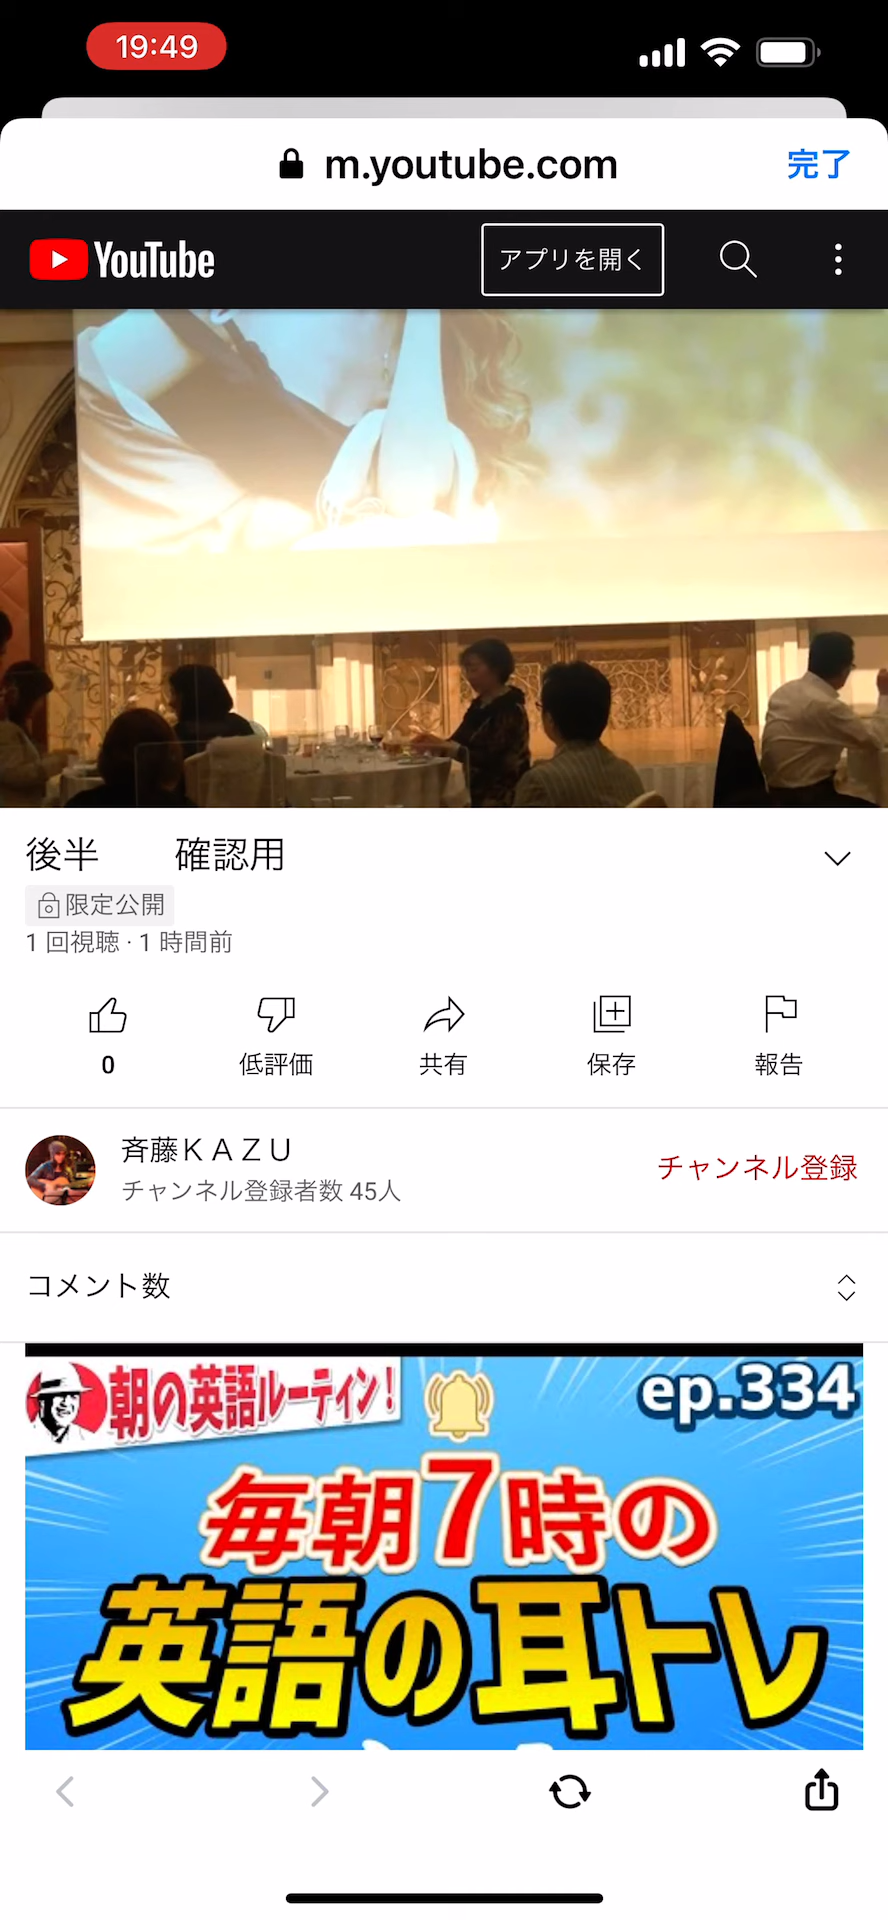 19:49
m.youtube.com
完了
YouTube
アプリを開く
後半　　確認用
限定公開
1 回視聴 · 1 時間前
0
低評価
共有
保存
報告
斉藤ＫＡＺＵ
チャンネル登録者数 45人
チャンネル登録
コメント数
朝の英語ルーティン！
ep.334
毎朝7時の
英語の耳トレ